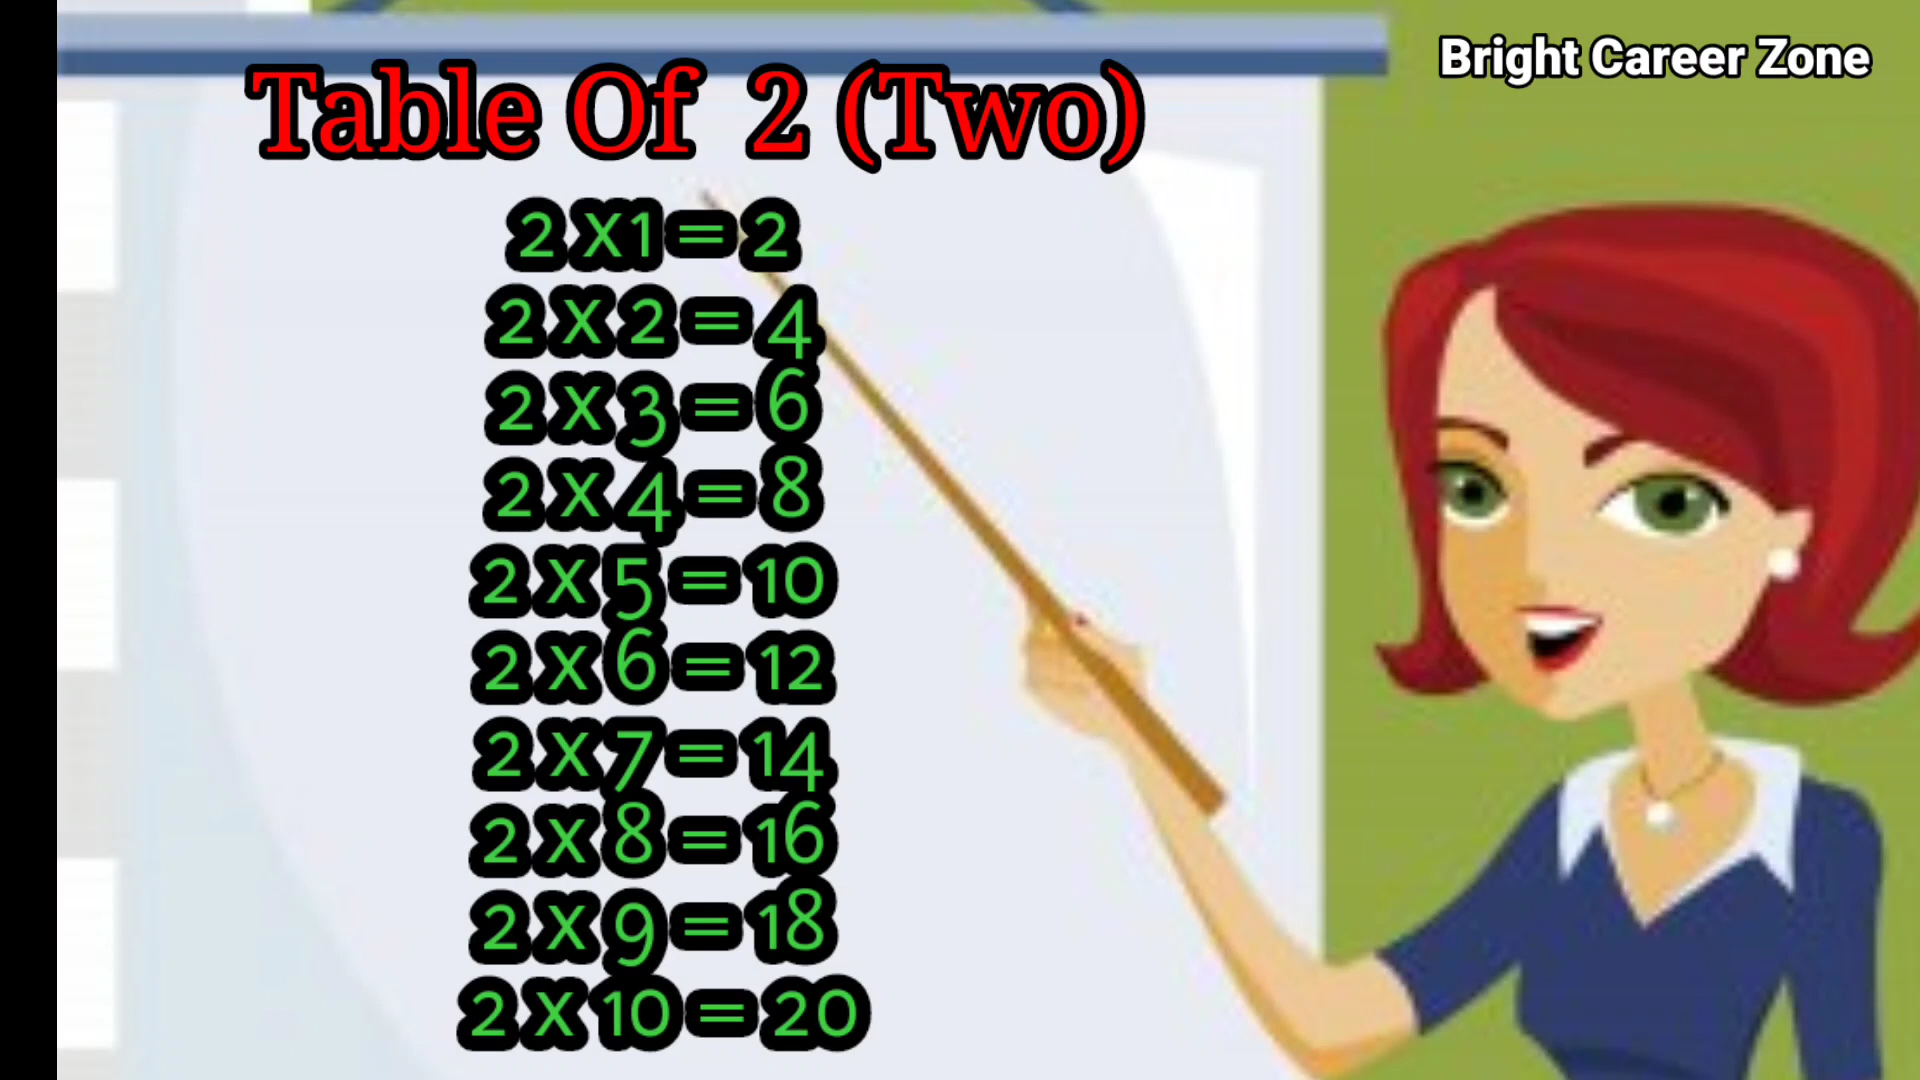 Bright Career Zone
Table Of 2 (Two)
2x1=2
2x2=4
2x3=6
2x4=8
2x5=10
2x6=12
2x7=14
2x8=16
2x9=18
2x10=20